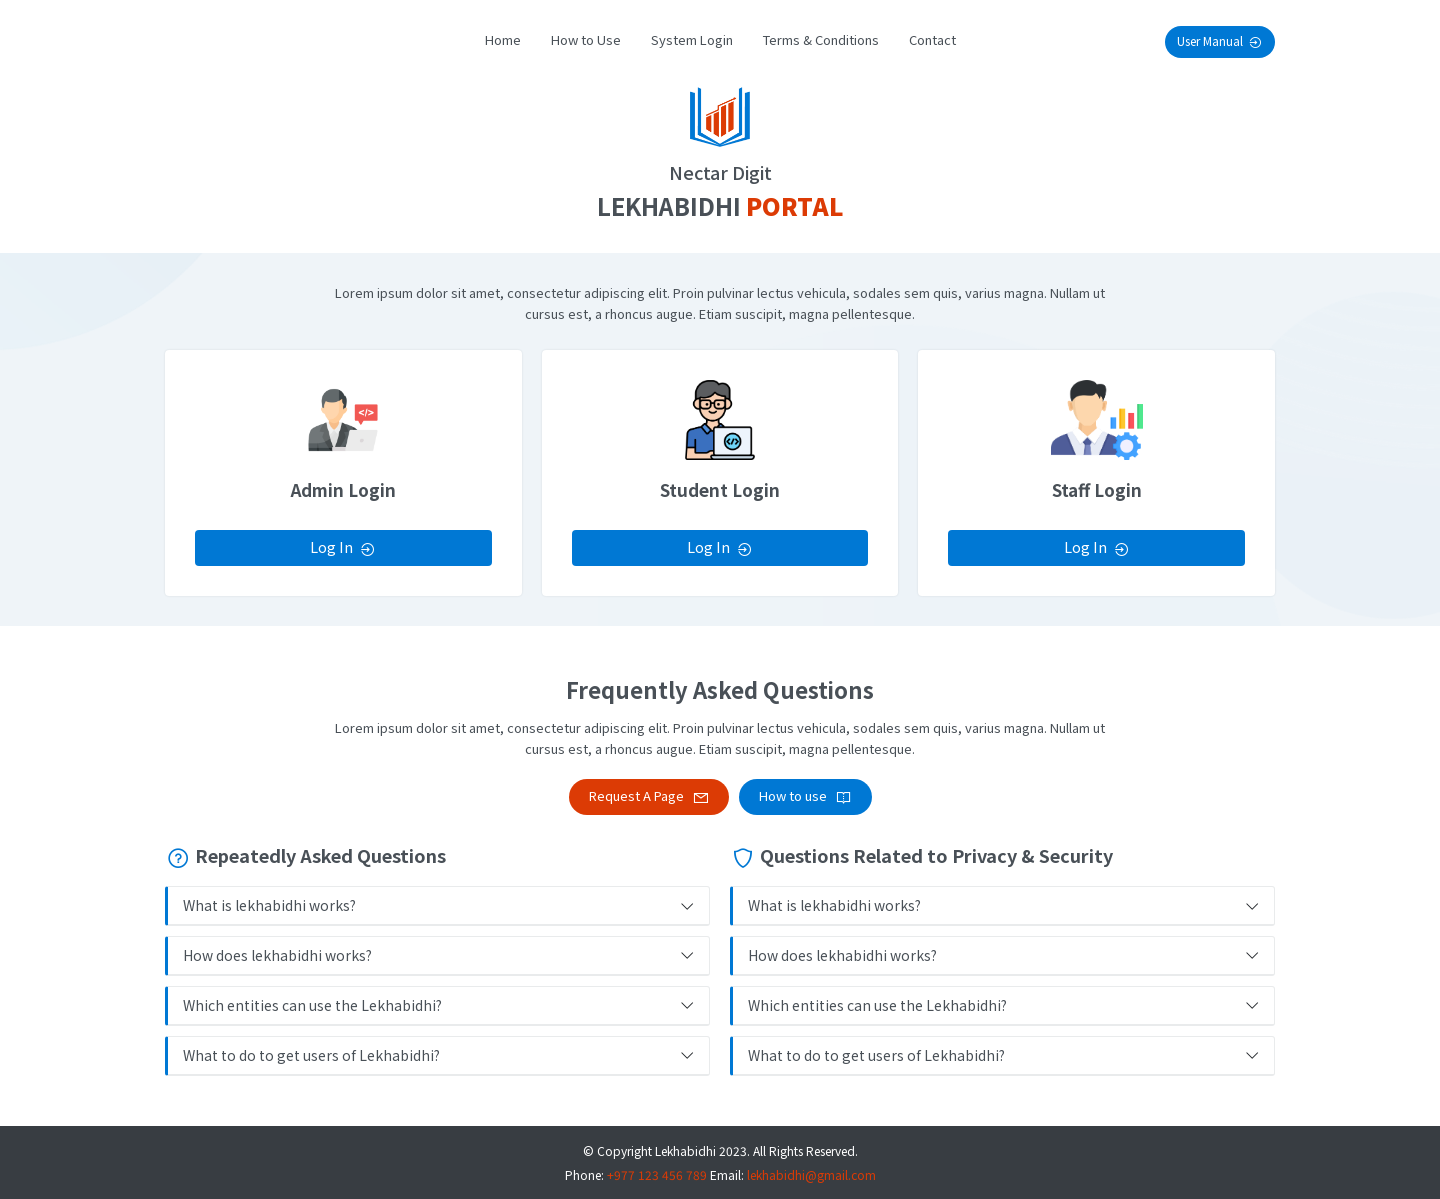 Home How to Use System Login Terms & Conditions Contact User Manual
Nectar Digit
LEKHABIDHI PORTAL
Lorem ipsum dolor sit amet, consectetur adipiscing elit. Proin pulvinar lectus vehicula, sodales sem quis, varius magna. Nullam ut
cursus est, a rhoncus augue. Etiam suscipit, magna pellentesque.
Admin Login
Log In
Student Login
Log In
Staff Login
Log In
Frequently Asked Questions
Lorem ipsum dolor sit amet, consectetur adipiscing elit. Proin pulvinar lectus vehicula, sodales sem quis, varius magna. Nullam ut
cursus est, a rhoncus augue. Etiam suscipit, magna pellentesque.
Request A Page How to use
Repeatedly Asked Questions
What is lekhabidhi works?
How does lekhabidhi works?
Which entities can use the Lekhabidhi?
What to do to get users of Lekhabidhi?
Questions Related to Privacy & Security
What is lekhabidhi works?
How does lekhabidhi works?
Which entities can use the Lekhabidhi?
What to do to get users of Lekhabidhi?
© Copyright Lekhabidhi 2023. All Rights Reserved.
Phone: +977 123 456 789 Email: lekhabidhi@gmail.com